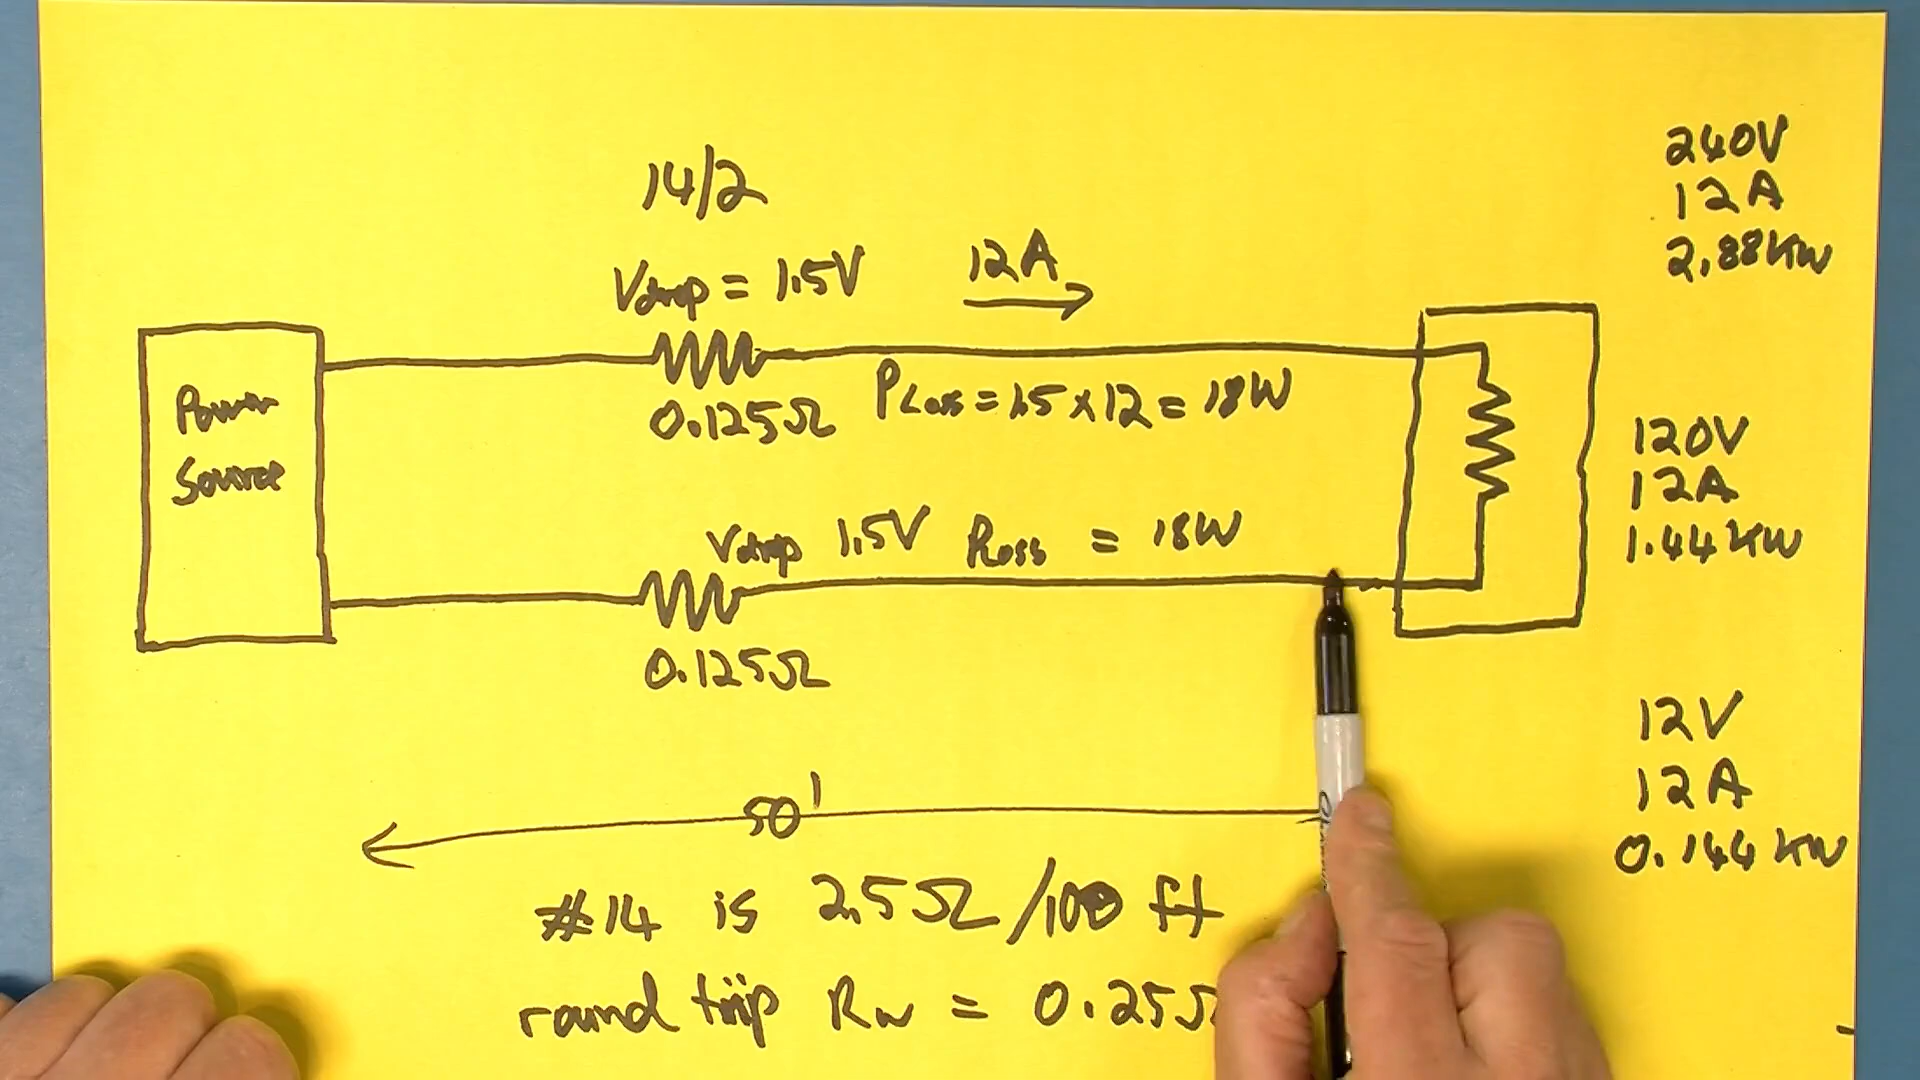 14/2
Vdrop = 1.5V
12A
Power
Source
0.125Ω
PLoss = 1.5 x 12 = 18W
Vdrop 1.5V PLoss = 18W
0.125Ω
50'
#14 is 2.5Ω/100 ft
round trip Rw = 0.25Ω
240V
12A
2.88KW
120V
12A
1.44KW
12V
12A
0.144KW